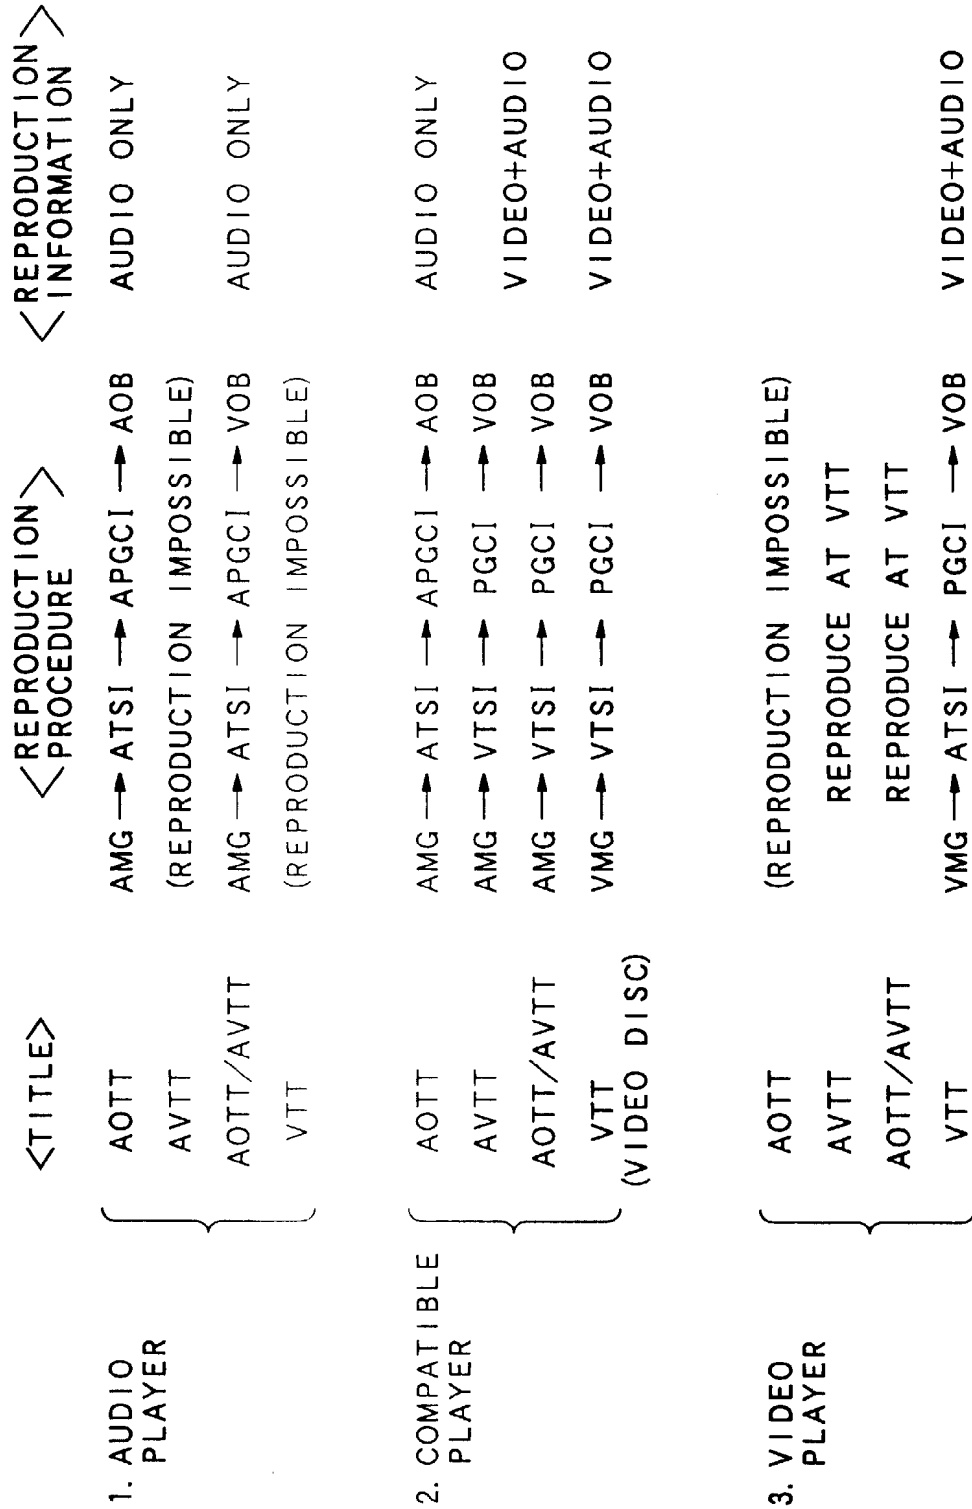 <TITLE> <REPRODUCTION PROCEDURE> <REPRODUCTION INFORMATION>
1. AUDIO PLAYER
AOTT AMG → ATSI → APGCI → AOB AUDIO ONLY
AVTT (REPRODUCTION IMPOSSIBLE)
AOTT/AVTT AMG → ATSI → APGCI → VOB AUDIO ONLY
VTT (REPRODUCTION IMPOSSIBLE)
2. COMPATIBLE PLAYER
AOTT AMG → ATSI → APGCI → AOB AUDIO ONLY
AVTT AMG → VTSI → PGCI → VOB
VIDEO+AUDIO
AOTT/AVTT AMG → VTSI → PGCI → VOB
VTT VMG → VTSI → PGCI → VOB VIDEO+AUDIO
(VIDEO DISC)
3. VIDEO PLAYER
AOTT (REPRODUCTION IMPOSSIBLE)
AVTT REPRODUCE AT VTT
AOTT/AVTT REPRODUCE AT VTT
VTT VMG → ATSI → PGCI → VOB VIDEO+AUDIO